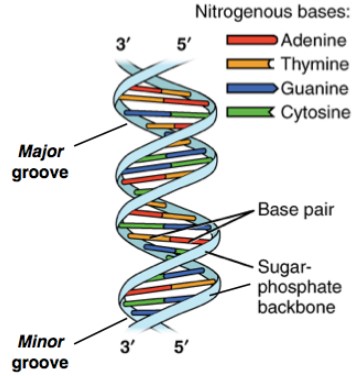 Nitrogenous bases:
Adenine
Thymine
Guanine
Cytosine
3′ 5′
Major
groove
Base pair
Sugar-
phosphate
backbone
Minor
groove
3′ 5′